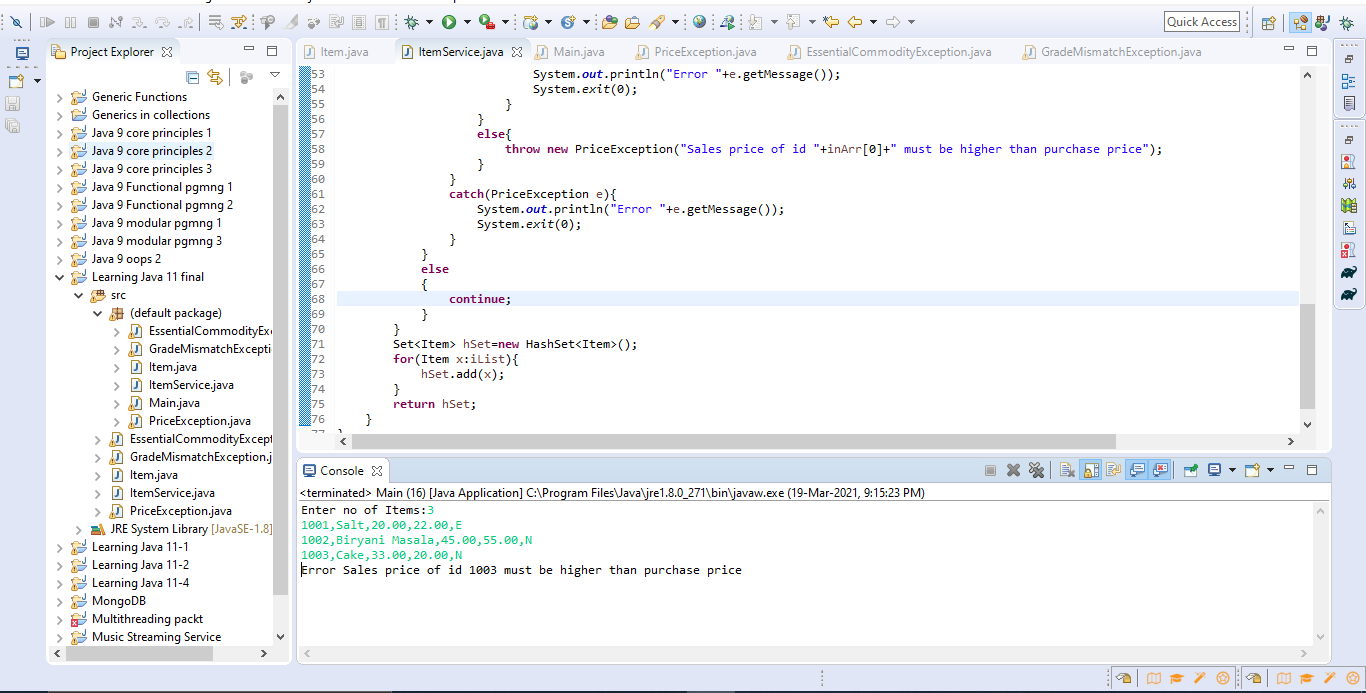 Quick Access
Project Explorer
Generic Functions
Generics in collections
Java 9 core principles 1
Java 9 core principles 2
Java 9 core principles 3
Java 9 Functional pgmng 1
Java 9 Functional pgmng 2
Java 9 modular pgmng 1
Java 9 modular pgmng 3
Java 9 oops 2
Learning Java 11 final
src
(default package)
EssentialCommodityEx
GradeMismatchExcepti
Item.java
ItemService.java
Main.java
PriceException.java
EssentialCommodityExcept
GradeMismatchException.j
Item.java
ItemService.java
PriceException.java
JRE System Library [JavaSE-1.8]
Learning Java 11-1
Learning Java 11-2
Learning Java 11-4
MongoDB
Multithreading packt
Music Streaming Service
Item.java ItemService.java Main.java PriceException.java EssentialCommodityException.java GradeMismatchException.java
53 System.out.println("Error "+e.getMessage());
54 System.exit(0);
55 }
56 }
57 else{
58 throw new PriceException("Sales price of id "+inArr[0]+" must be higher than purchase price");
59 }
60 }
61 catch(PriceException e){
62 System.out.println("Error "+e.getMessage());
63 System.exit(0);
64 }
65 }
66 else
67 {
68 continue;
69 }
70 }
71 Set<Item> hSet=new HashSet<Item>();
72 for(Item x:iList){
73 hSet.add(x);
74 }
75 return hSet;
76 }
Console
<terminated> Main (16) [Java Application] C:\Program Files\Java\jre1.8.0_271\bin\javaw.exe (19-Mar-2021, 9:15:23 PM)
Enter no of Items:3
1001,Salt,20.00,22.00,E
1002,Biryani Masala,45.00,55.00,N
1003,Cake,33.00,20.00,N
Error Sales price of id 1003 must be higher than purchase price